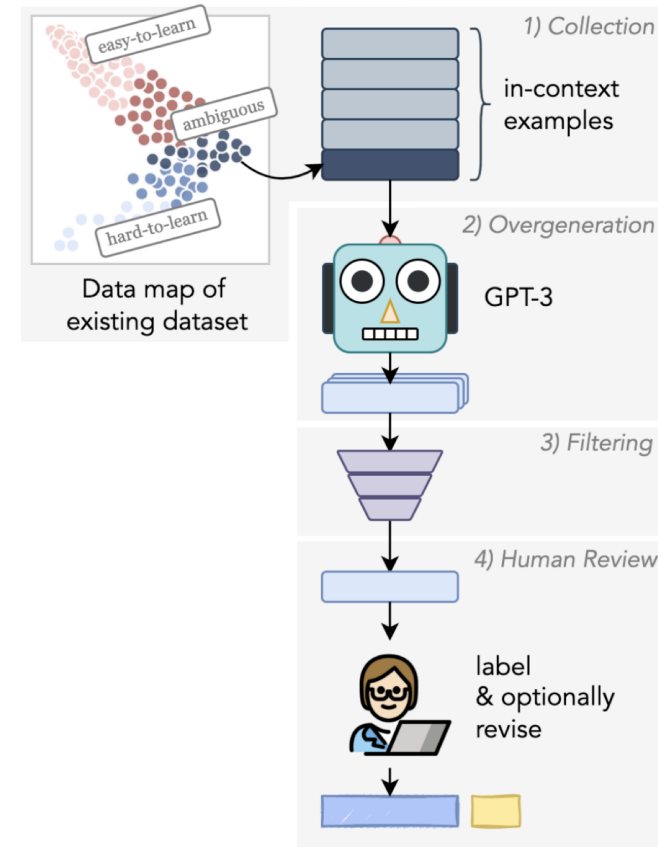 1) Collection
easy-to-learn
ambiguous
hard-to-learn
in-context
examples
Data map of
existing dataset
2) Overgeneration
GPT-3
3) Filtering
4) Human Review
label
& optionally
revise